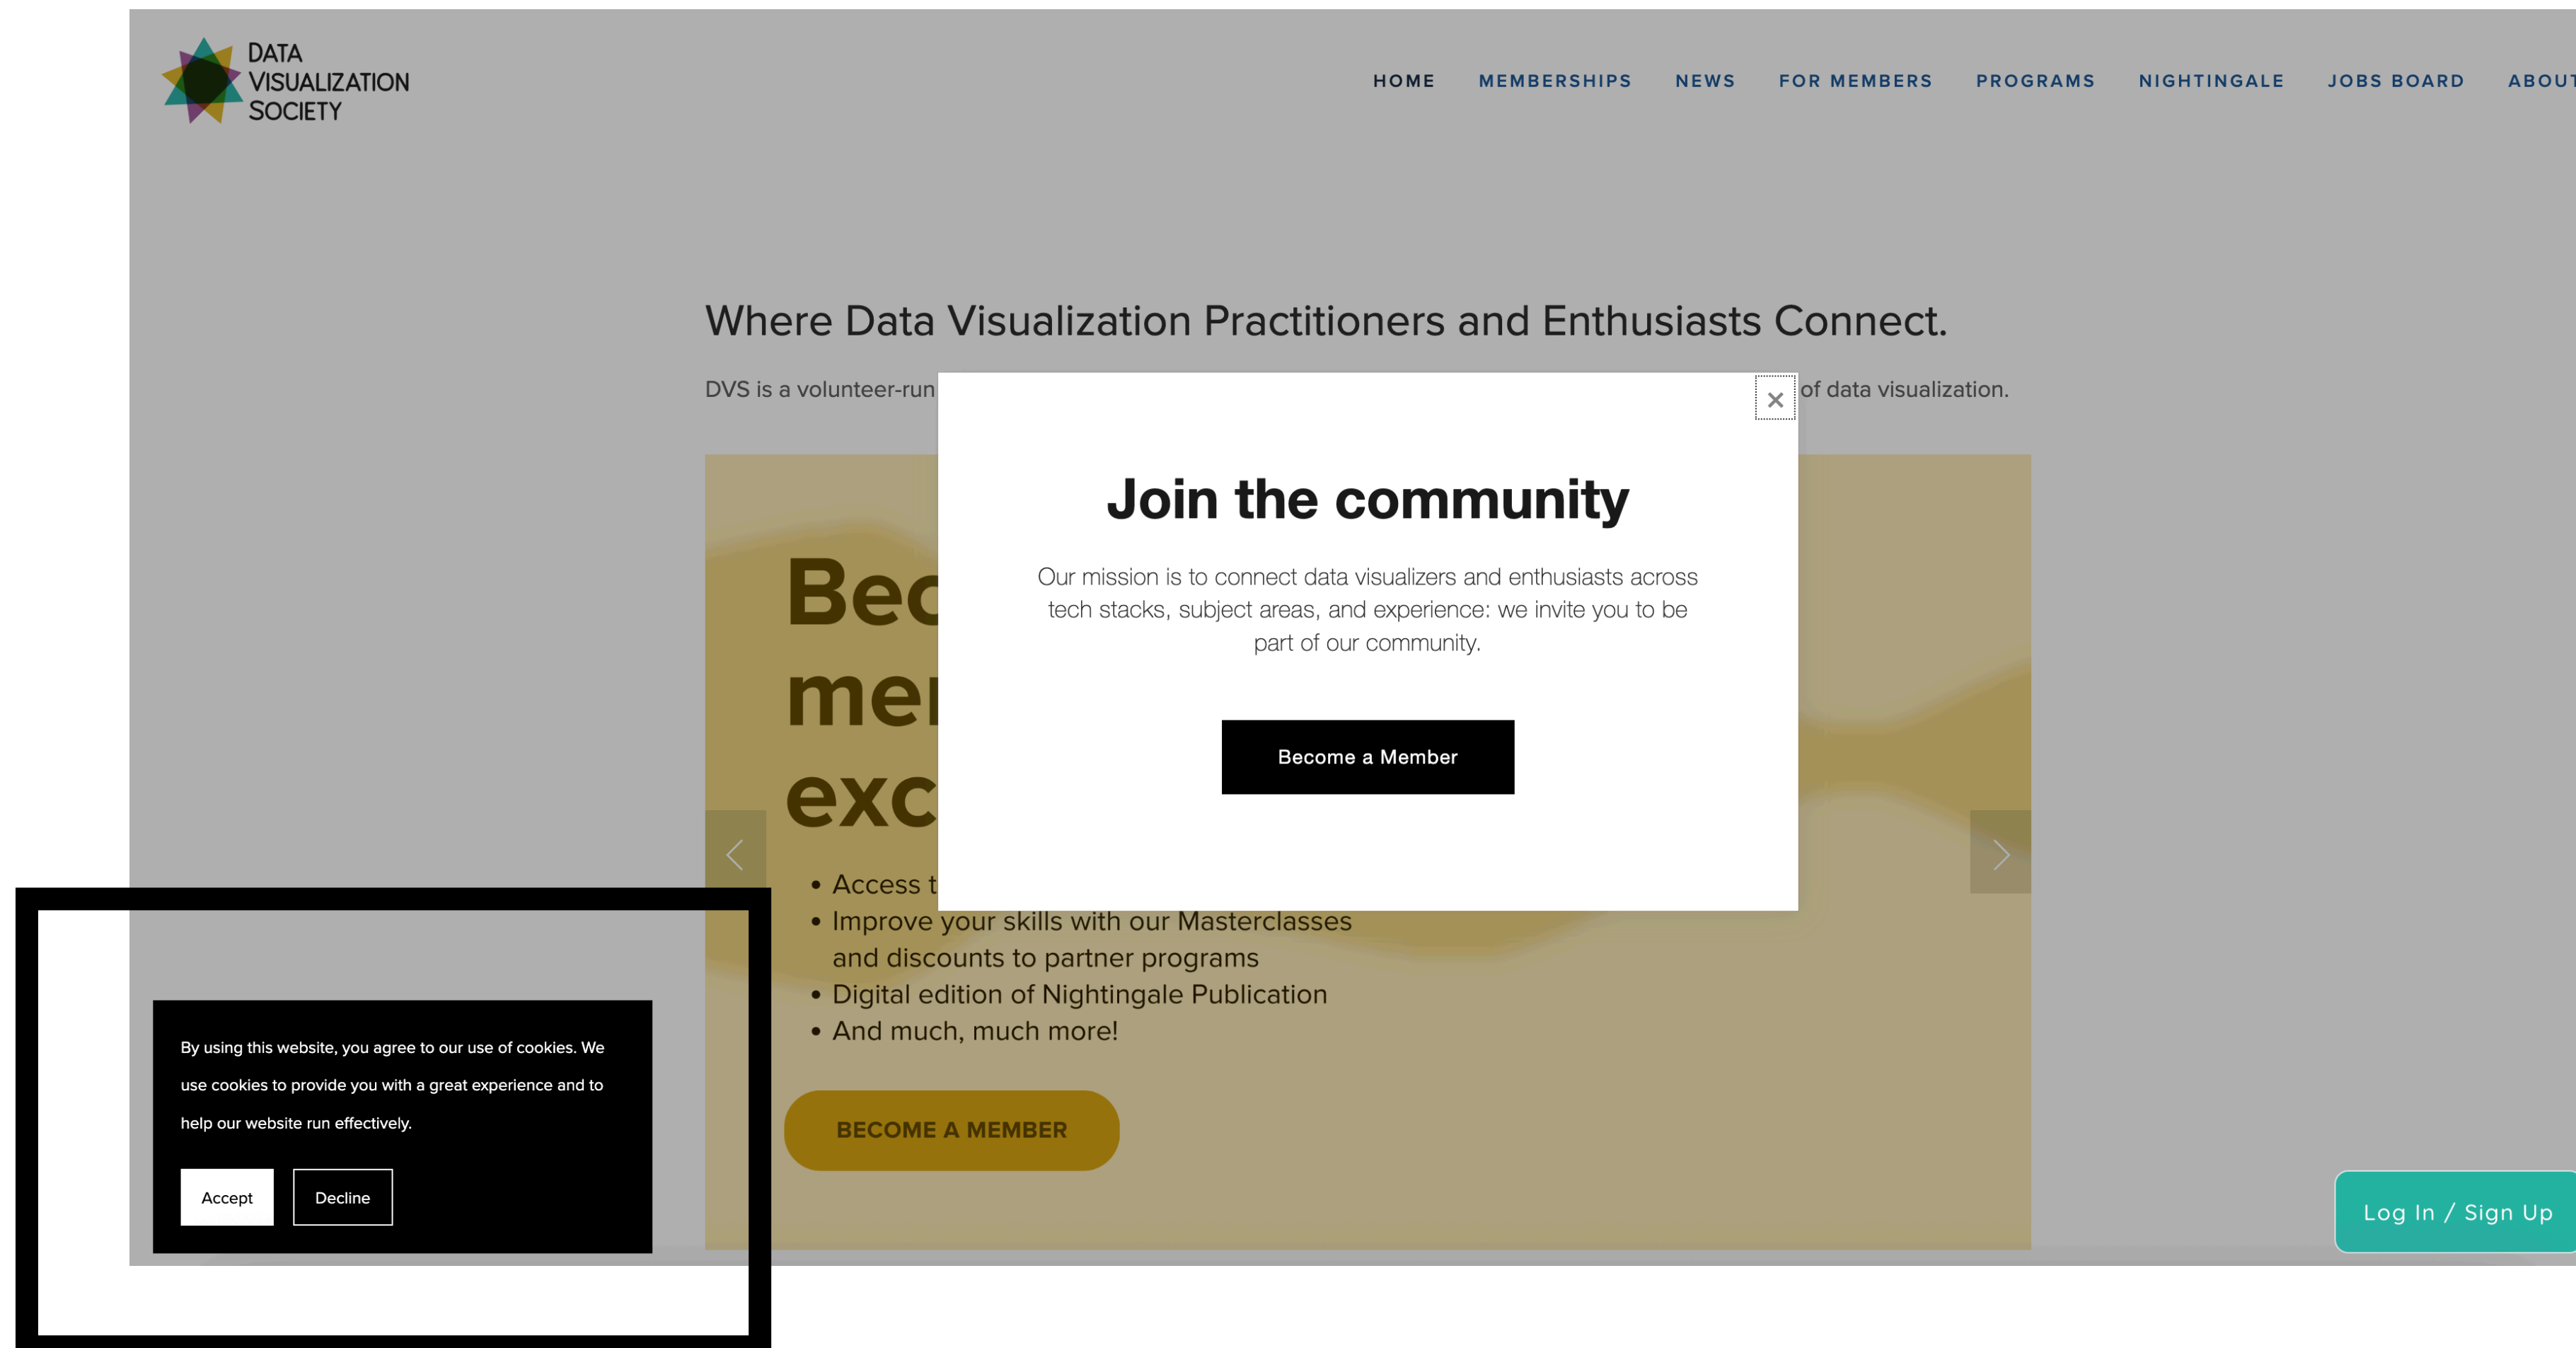 DATA
VISUALIZATION
SOCIETY
HOME MEMBERSHIPS NEWS FOR MEMBERS PROGRAMS NIGHTINGALE JOBS BOARD ABOUT
Where Data Visualization Practitioners and Enthusiasts Connect.
DVS is a volunteer-run of data visualization.
Join the community
Our mission is to connect data visualizers and enthusiasts across
tech stacks, subject areas, and experience: we invite you to be
part of our community.
Become a Member
Bec
mer
exc
• Access t
• Improve your skills with our Masterclasses
and discounts to partner programs
• Digital edition of Nightingale Publication
• And much, much more!
BECOME A MEMBER
By using this website, you agree to our use of cookies. We
use cookies to provide you with a great experience and to
help our website run effectively.
Accept Decline
Log In / Sign Up